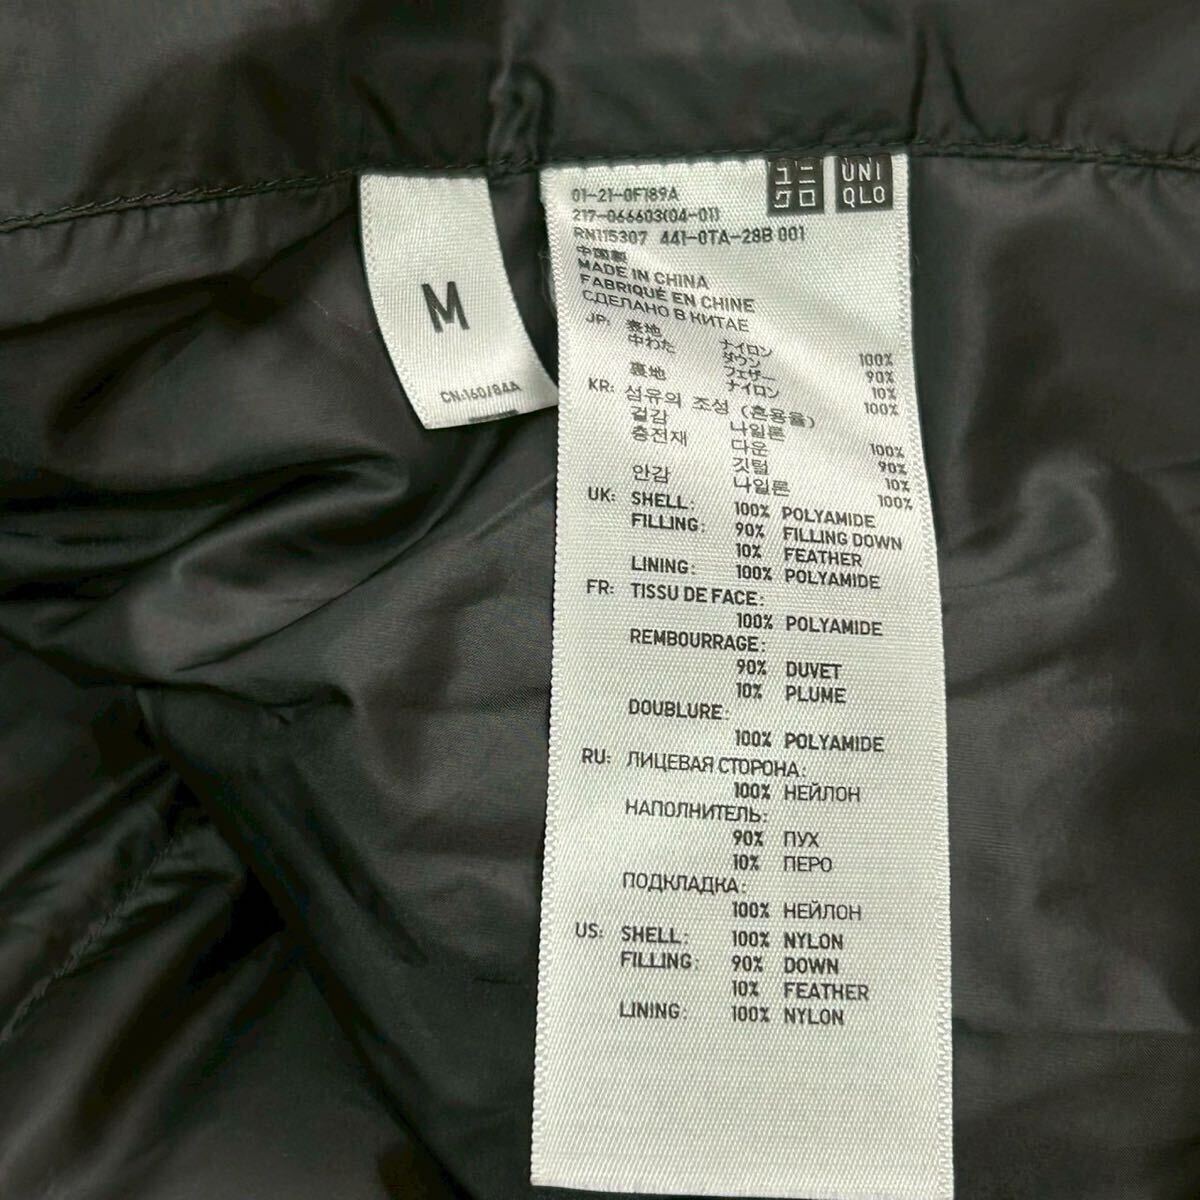 M
CN:160/84A
ユニ
クロ
UNI
QLO
01-21-0F189A
217-066603(04-01)
RN115307 441-0TA-28B 001
中国製
MADE IN CHINA
FABRIQUÉ EN CHINE
СДЕЛАНО В КИТАЕ
JP: 表地 ナイロン 100%
中わた ダウン 90%
フェザー 10%
裏地 ナイロン 100%
KR: 섬유의 조성 (혼용율)
겉감 나일론 100%
충전재 다운 90%
깃털 10%
안감 나일론 100%
UK: SHELL: 100% POLYAMIDE
FILLING: 90% FILLING DOWN
10% FEATHER
LINING: 100% POLYAMIDE
FR: TISSU DE FACE:
100% POLYAMIDE
REMBOURRAGE:
90% DUVET
10% PLUME
DOUBLURE:
100% POLYAMIDE
RU: ЛИЦЕВАЯ СТОРОНА:
100% НЕЙЛОН
НАПОЛНИТЕЛЬ:
90% ПУХ
10% ПЕРО
ПОДКЛАДКА:
100% НЕЙЛОН
US: SHELL: 100% NYLON
FILLING: 90% DOWN
10% FEATHER
LINING: 100% NYLON